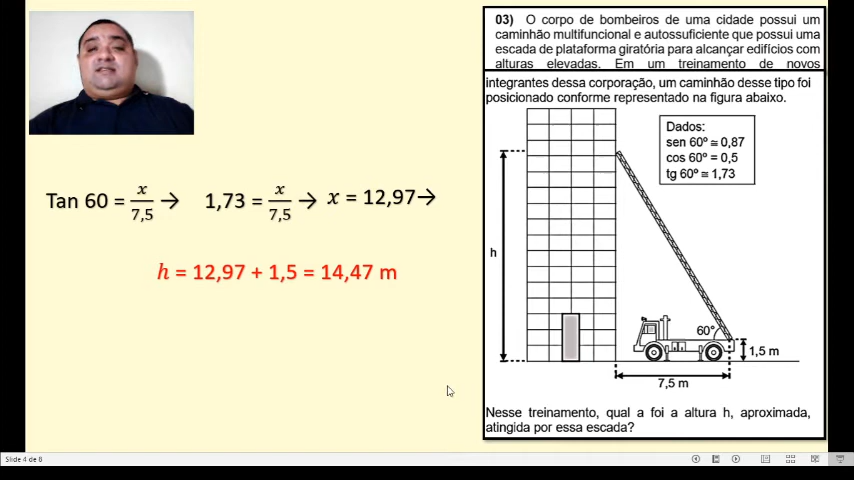 03) O corpo de bombeiros de uma cidade possui um
caminhão multifuncional e autossuficiente que possui uma
escada de plataforma giratória para alcançar edifícios com
alturas elevadas. Em um treinamento de novos
integrantes dessa corporação, um caminhão desse tipo foi
posicionado conforme representado na figura abaixo.
Dados:
sen 60º ≅ 0,87
cos 60º = 0,5
tg 60º ≅ 1,73
h
60°
1,5 m
7,5 m
Nesse treinamento, qual a foi a altura h, aproximada,
atingida por essa escada?
Tan 60 = x/7,5 → 1,73 = x/7,5 → x = 12,97→
h = 12,97 + 1,5 = 14,47 m
Slide 4 de 8